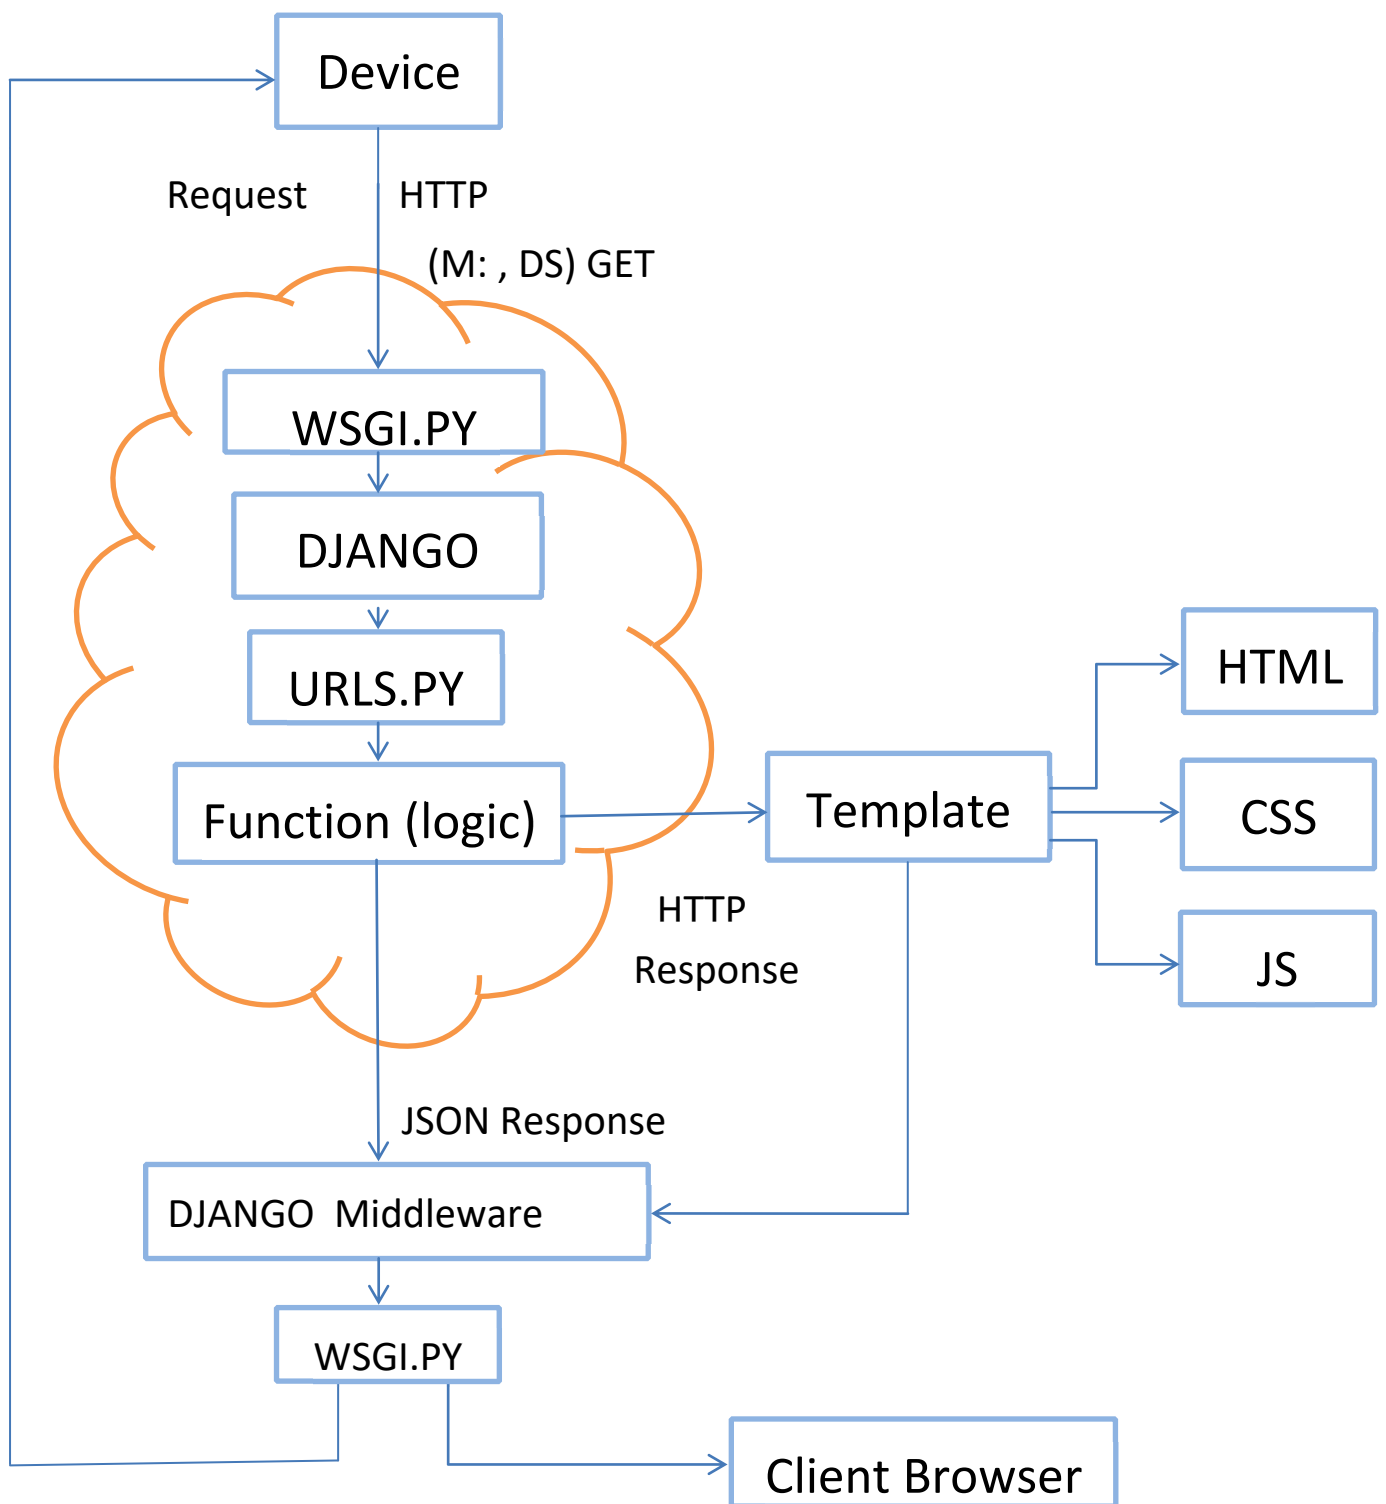 Device
Request HTTP
(M: , DS) GET
WSGI.PY
DJANGO
URLS.PY
HTML
Function (logic)
Template
CSS
HTTP
Response
JS
JSON Response
DJANGO Middleware
WSGI.PY
Client Browser